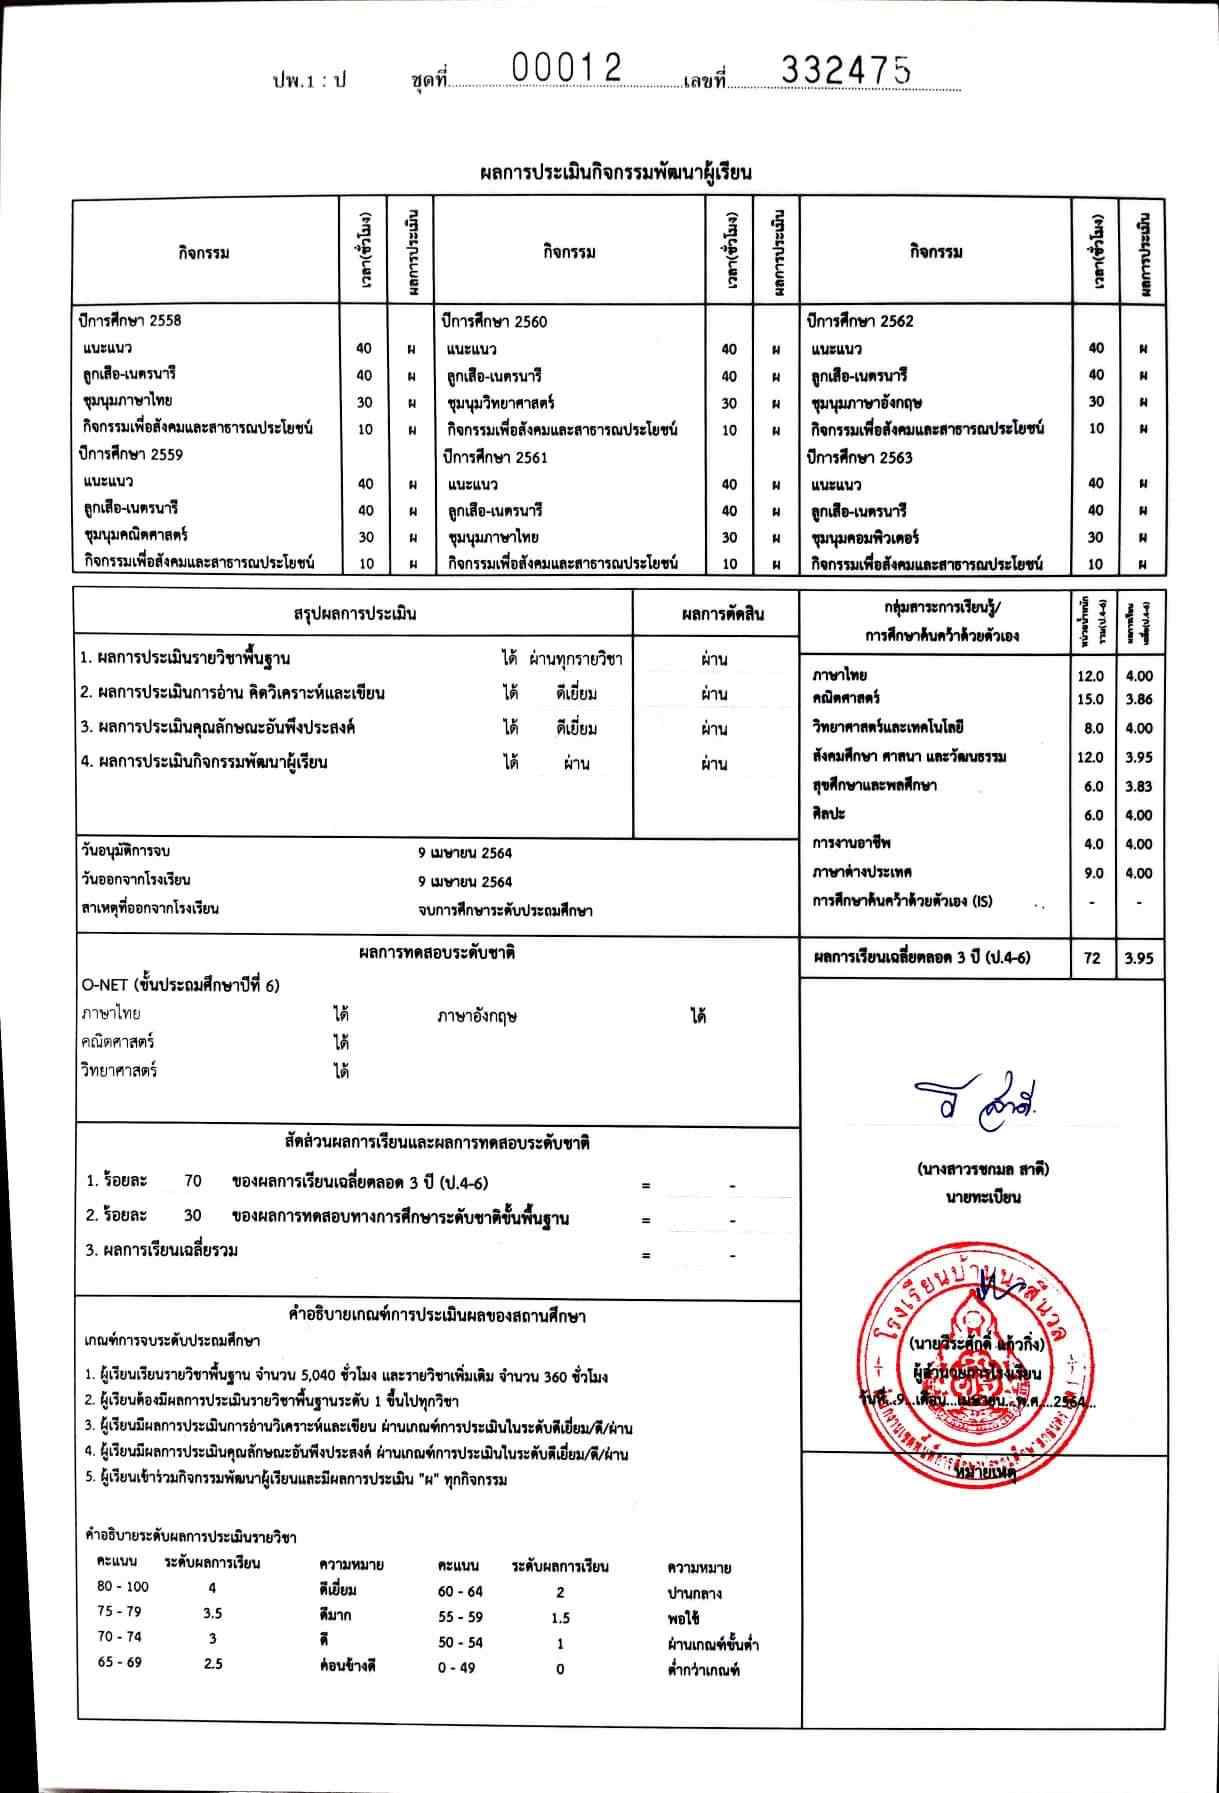 ปพ.1 : ป ชุดที่ 00012 เลขที่ 332475
ผลการประเมินกิจกรรมพัฒนาผู้เรียน
กิจกรรม เวลา(ชั่วโมง) ผลการประเมิน กิจกรรม เวลา(ชั่วโมง) ผลการประเมิน กิจกรรม เวลา(ชั่วโมง) ผลการประเมิน
ปีการศึกษา 2558 ปีการศึกษา 2560 ปีการศึกษา 2562
แนะแนว 40 ผ แนะแนว 40 ผ แนะแนว 40 ผ
ลูกเสือ-เนตรนารี 40 ผ ลูกเสือ-เนตรนารี 40 ผ ลูกเสือ-เนตรนารี 40 ผ
ชุมนุมภาษาไทย 30 ผ ชุมนุมวิทยาศาสตร์ 30 ผ ชุมนุมภาษาอังกฤษ 30 ผ
กิจกรรมเพื่อสังคมและสาธารณประโยชน์ 10 ผ กิจกรรมเพื่อสังคมและสาธารณประโยชน์ 10 ผ กิจกรรมเพื่อสังคมและสาธารณประโยชน์ 10 ผ
ปีการศึกษา 2559 ปีการศึกษา 2561 ปีการศึกษา 2563
แนะแนว 40 ผ แนะแนว 40 ผ แนะแนว 40 ผ
ลูกเสือ-เนตรนารี 40 ผ ลูกเสือ-เนตรนารี 40 ผ ลูกเสือ-เนตรนารี 40 ผ
ชุมนุมคณิตศาสตร์ 30 ผ ชุมนุมภาษาไทย 30 ผ ชุมนุมคอมพิวเตอร์ 30 ผ
กิจกรรมเพื่อสังคมและสาธารณประโยชน์ 10 ผ กิจกรรมเพื่อสังคมและสาธารณประโยชน์ 10 ผ กิจกรรมเพื่อสังคมและสาธารณประโยชน์ 10 ผ
สรุปผลการประเมิน ผลการตัดสิน
1. ผลการประเมินรายวิชาพื้นฐาน ได้ ผ่านทุกรายวิชา ผ่าน
2. ผลการประเมินการอ่าน คิดวิเคราะห์และเขียน ได้ ดีเยี่ยม ผ่าน
3. ผลการประเมินคุณลักษณะอันพึงประสงค์ ได้ ดีเยี่ยม ผ่าน
4. ผลการประเมินกิจกรรมพัฒนาผู้เรียน ได้ ผ่าน ผ่าน
วันอนุมัติการจบ 9 เมษายน 2564
วันออกจากโรงเรียน 9 เมษายน 2564
สาเหตุที่ออกจากโรงเรียน จบการศึกษาระดับประถมศึกษา
ผลการทดสอบระดับชาติ
O-NET (ชั้นประถมศึกษาปีที่ 6)
ภาษาไทย ได้ ภาษาอังกฤษ ได้
คณิตศาสตร์ ได้
วิทยาศาสตร์ ได้
สัดส่วนผลการเรียนและผลการทดสอบระดับชาติ
1. ร้อยละ 70 ของผลการเรียนเฉลี่ยตลอด 3 ปี (ป.4-6) = -
2. ร้อยละ 30 ของผลการทดสอบทางการศึกษาระดับชาติขั้นพื้นฐาน = -
3. ผลการเรียนเฉลี่ยรวม = -
คำอธิบายเกณฑ์การประเมินผลของสถานศึกษา
เกณฑ์การจบระดับประถมศึกษา
1. ผู้เรียนเรียนรายวิชาพื้นฐาน จำนวน 5,040 ชั่วโมง และรายวิชาเพิ่มเติม จำนวน 360 ชั่วโมง
2. ผู้เรียนต้องมีผลการประเมินรายวิชาพื้นฐานระดับ 1 ขึ้นไปทุกวิชา
3. ผู้เรียนมีผลการประเมินการอ่านวิเคราะห์และเขียน ผ่านเกณฑ์การประเมินในระดับดีเยี่ยม/ดี/ผ่าน
4. ผู้เรียนมีผลการประเมินคุณลักษณะอันพึงประสงค์ ผ่านเกณฑ์การประเมินในระดับดีเยี่ยม/ดี/ผ่าน
5. ผู้เรียนเข้าร่วมกิจกรรมพัฒนาผู้เรียนและมีผลการประเมิน "ผ" ทุกกิจกรรม
คำอธิบายระดับผลการประเมินรายวิชา
คะแนน ระดับผลการเรียน ความหมาย คะแนน ระดับผลการเรียน ความหมาย
80 - 100 4 ดีเยี่ยม 60 - 64 2 ปานกลาง
75 - 79 3.5 ดีมาก 55 - 59 1.5 พอใช้
70 - 74 3 ดี 50 - 54 1 ผ่านเกณฑ์ขั้นต่ำ
65 - 69 2.5 ค่อนข้างดี 0 - 49 0 ต่ำกว่าเกณฑ์
กลุ่มสาระการเรียนรู้/
การศึกษาค้นคว้าด้วยตัวเอง
หน่วยน้ำหนัก
รวม(ป.4-6)
ผลการเรียน
เฉลี่ย(ป.4-6)
ภาษาไทย 12.0 4.00
คณิตศาสตร์ 15.0 3.86
วิทยาศาสตร์และเทคโนโลยี 8.0 4.00
สังคมศึกษา ศาสนา และวัฒนธรรม 12.0 3.95
สุขศึกษาและพลศึกษา 6.0 3.83
ศิลปะ 6.0 4.00
การงานอาชีพ 4.0 4.00
ภาษาต่างประเทศ 9.0 4.00
การศึกษาค้นคว้าด้วยตัวเอง (IS) - -
ผลการเรียนเฉลี่ยตลอด 3 ปี (ป.4-6) 72 3.95
(นางสาวรชกมล สาดี)
นายทะเบียน
โรงเรียนบ้านนาสีนวล
(นายวีระศักดิ์ แก้วกิ่ง)
ผู้อำนวยการโรงเรียน
วันที่...9...เดือน...เมษายน...พ.ศ....2564...
หมายเหตุ